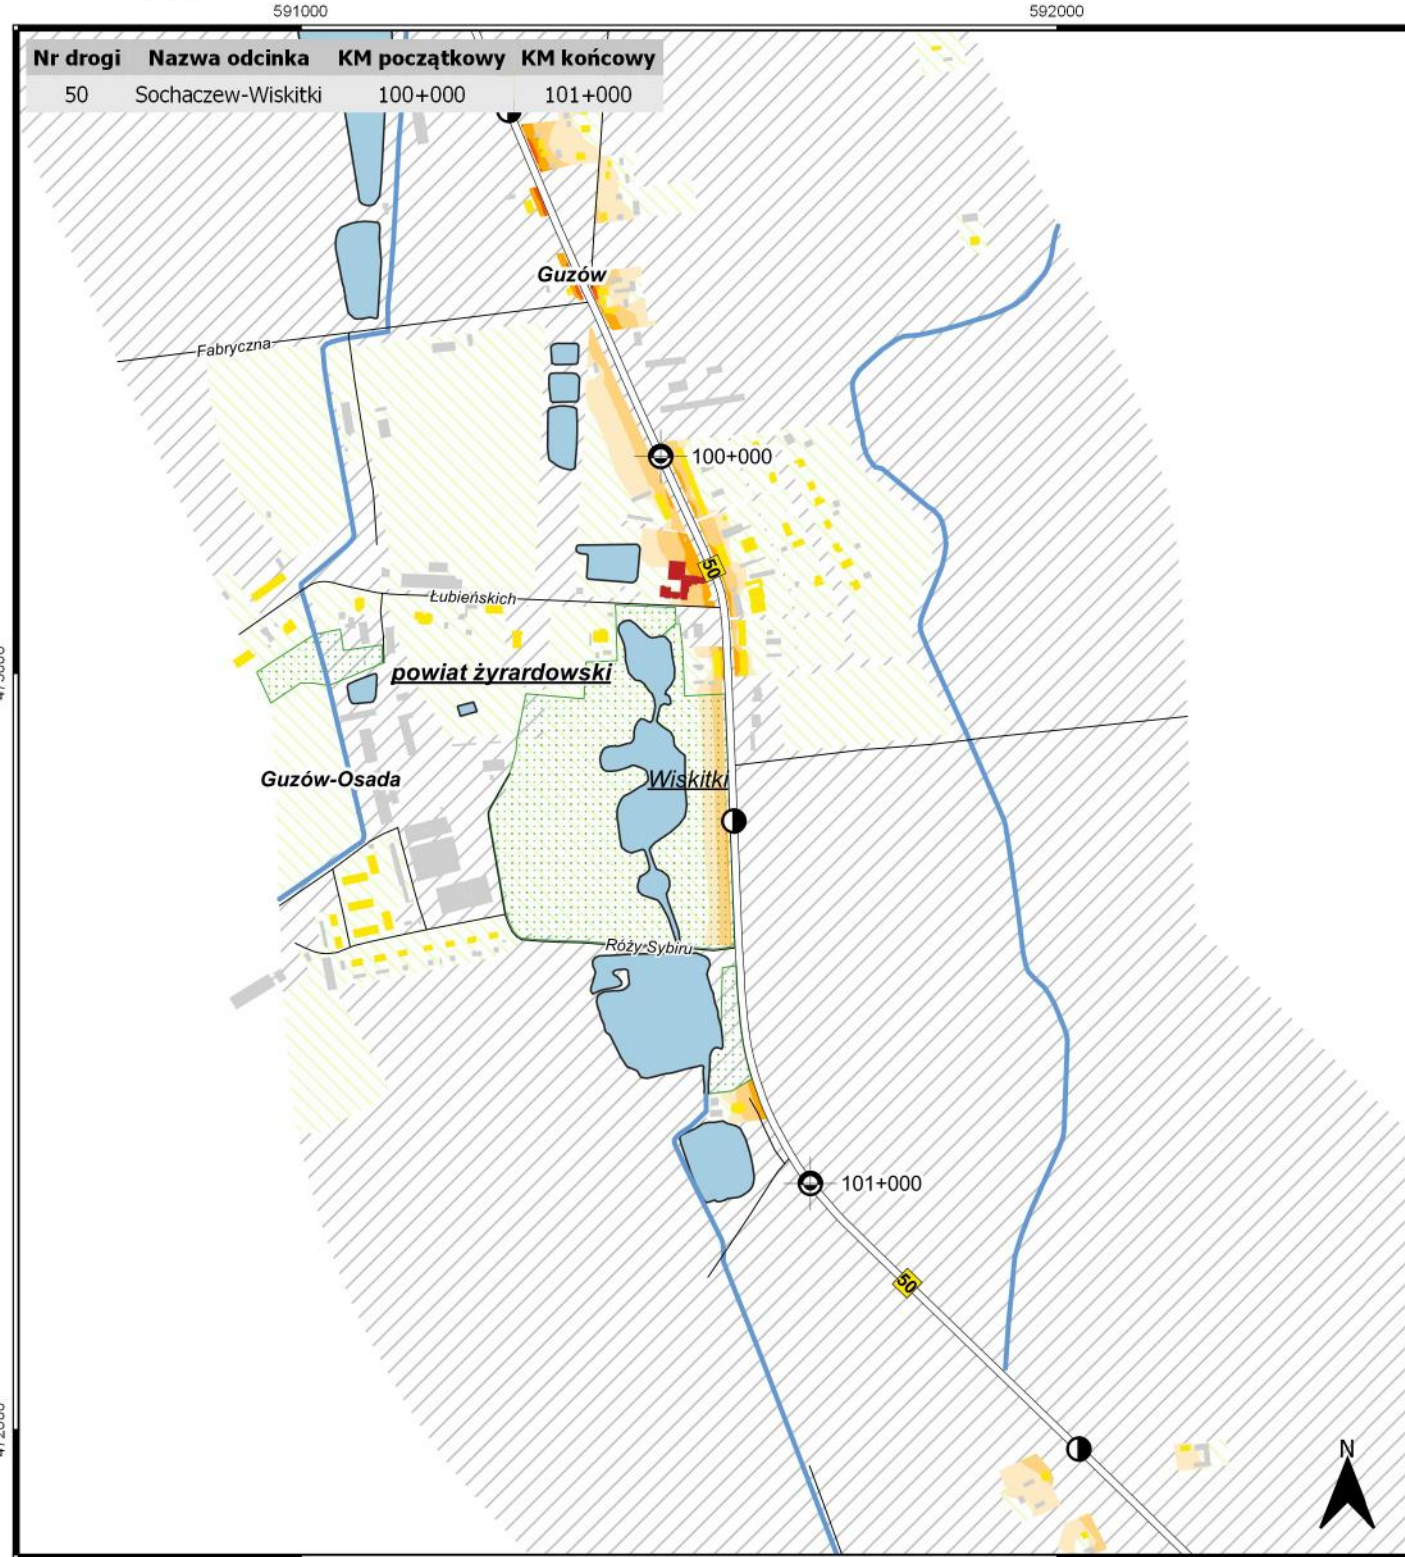 591000 592000
Nr drogi Nazwa odcinka KM początkowy KM końcowy
50 Sochaczew-Wiskitki 100+000 101+000
Guzów
Fabryczna
100+000
50
Łubieńskich
powiat żyrardowski
Guzów-Osada
Wiskitki
Róży Sybiru
101+000
50
N